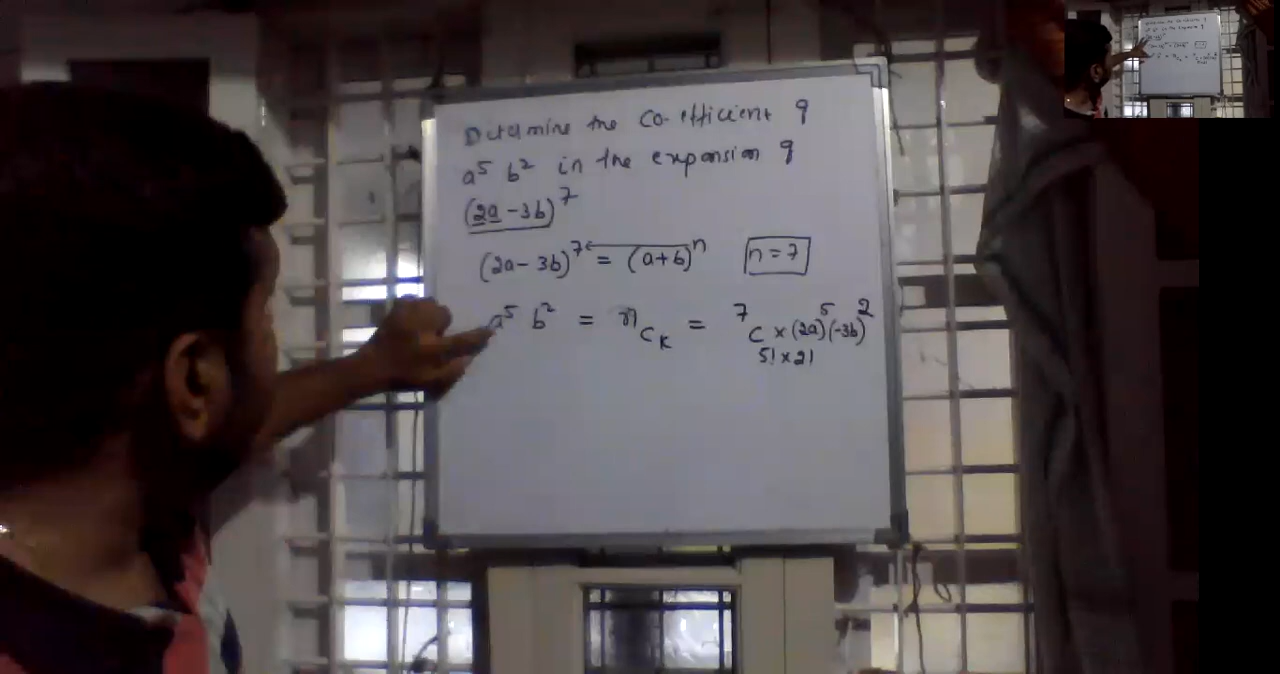 Determine the co-efficient of
a⁵ b² in the expansion of
(2a - 3b)⁷
(2a - 3b)⁷ = (a+b)ⁿ n = 7
a⁵ b² = ⁿCₖ = ⁷C × (2a)⁵ (-3b)²
5! × 2!